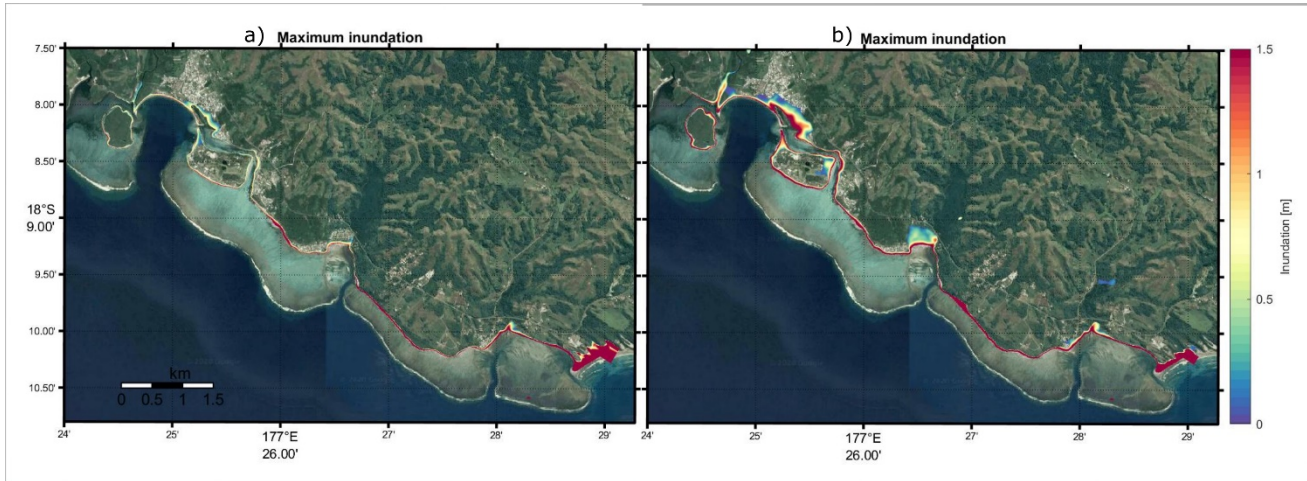 a) Maximum inundation
b) Maximum inundation
7.50'
8.00'
8.50'
18°S
9.00'
9.50'
10.00'
10.50'
km
0 0.5 1 1.5
24' 25' 177°E 27' 28' 29'
26.00'
24' 25' 177°E 27' 28' 29'
26.00'
1.5
1
0.5
0
Inundation [m]